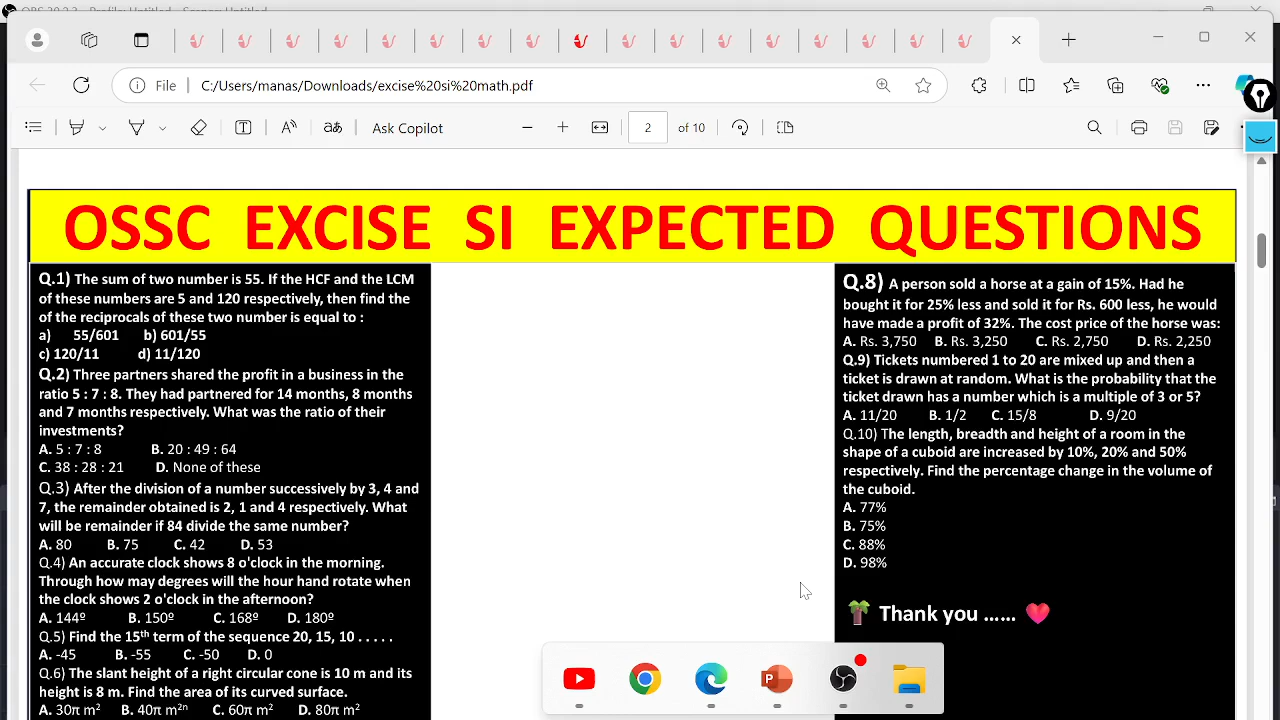 OBS 30.2.3 - Profile: Untitled - Scenes: Untitled
File C:/Users/manas/Downloads/excise%20si%20math.pdf
Ask Copilot 2 of 10
OSSC EXCISE SI EXPECTED QUESTIONS
Q.1) The sum of two number is 55. If the HCF and the LCM
of these numbers are 5 and 120 respectively, then find the
of the reciprocals of these two number is equal to :
a) 55/601 b) 601/55
c) 120/11 d) 11/120
Q.2) Three partners shared the profit in a business in the
ratio 5 : 7 : 8. They had partnered for 14 months, 8 months
and 7 months respectively. What was the ratio of their
investments?
A. 5 : 7 : 8 B. 20 : 49 : 64
C. 38 : 28 : 21 D. None of these
Q.3) After the division of a number successively by 3, 4 and
7, the remainder obtained is 2, 1 and 4 respectively. What
will be remainder if 84 divide the same number?
A. 80 B. 75 C. 42 D. 53
Q.4) An accurate clock shows 8 o'clock in the morning.
Through how may degrees will the hour hand rotate when
the clock shows 2 o'clock in the afternoon?
A. 144º B. 150º C. 168º D. 180º
Q.5) Find the 15th term of the sequence 20, 15, 10 . . . . .
A. -45 B. -55 C. -50 D. 0
Q.6) The slant height of a right circular cone is 10 m and its
height is 8 m. Find the area of its curved surface.
A. 30π m² B. 40π m²ⁿ C. 60π m² D. 80π m²
Q.8) A person sold a horse at a gain of 15%. Had he
bought it for 25% less and sold it for Rs. 600 less, he would
have made a profit of 32%. The cost price of the horse was:
A. Rs. 3,750 B. Rs. 3,250 C. Rs. 2,750 D. Rs. 2,250
Q.9) Tickets numbered 1 to 20 are mixed up and then a
ticket is drawn at random. What is the probability that the
ticket drawn has a number which is a multiple of 3 or 5?
A. 11/20 B. 1/2 C. 15/8 D. 9/20
Q.10) The length, breadth and height of a room in the
shape of a cuboid are increased by 10%, 20% and 50%
respectively. Find the percentage change in the volume of
the cuboid.
A. 77%
B. 75%
C. 88%
D. 98%
Thank you ......